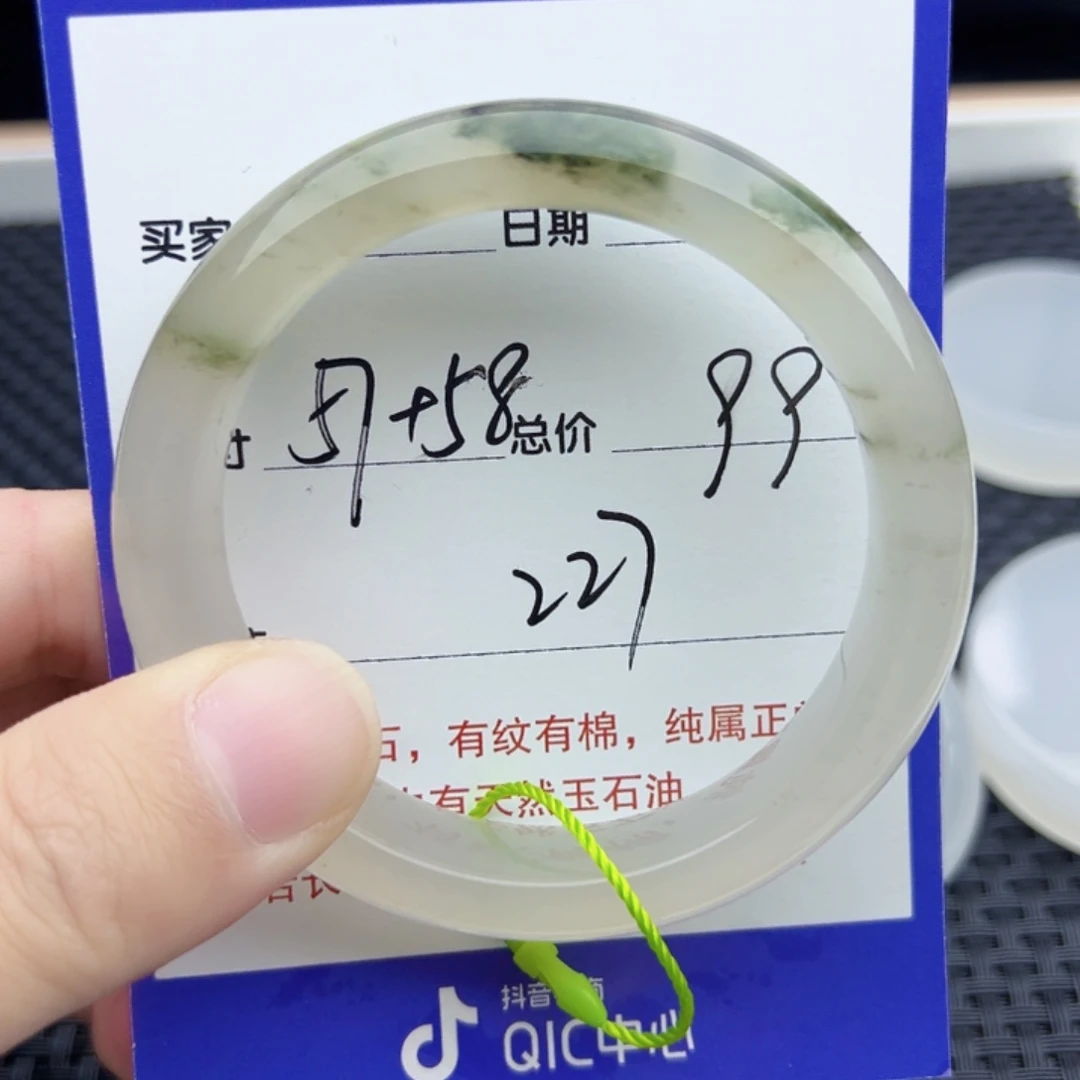 买家 日期
寸 57+58 总价 99
227
石，有纹有棉，纯属正
有天然玉石油
抖音
QIC中心